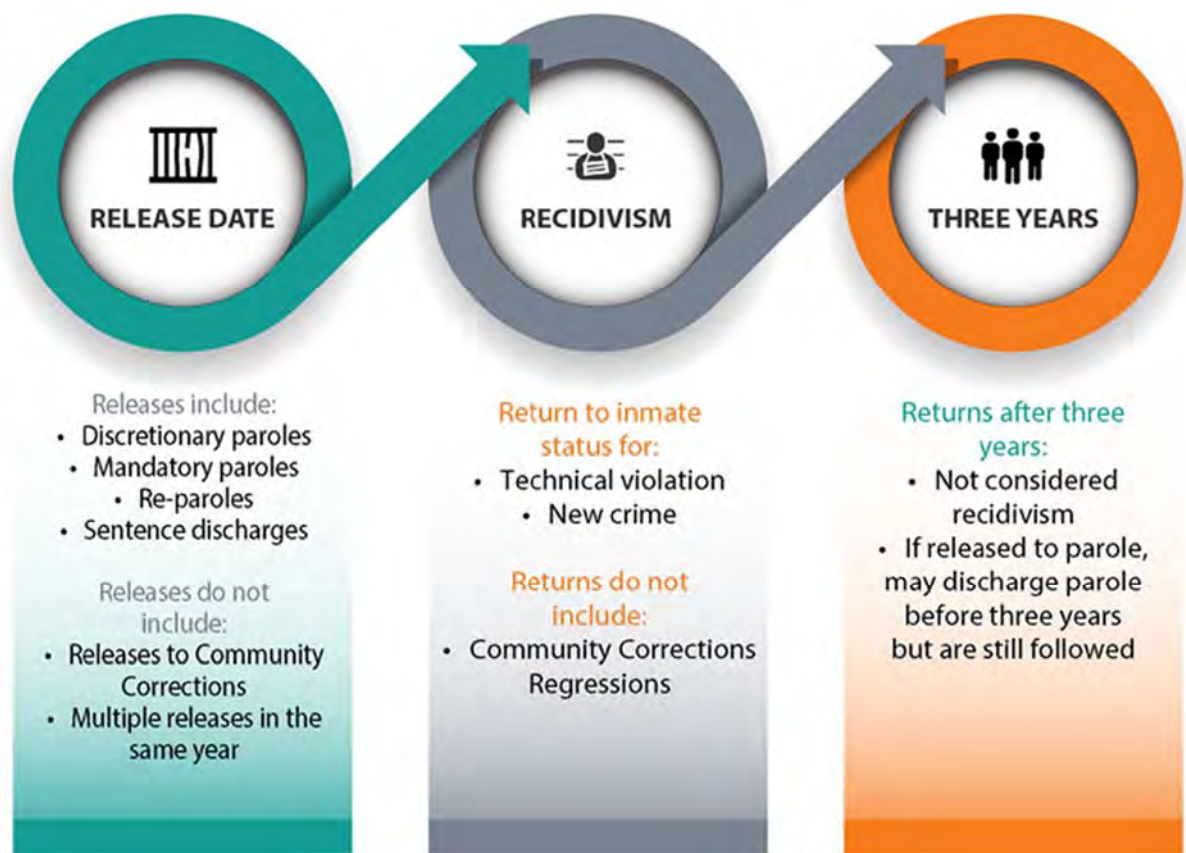 RELEASE DATE
Releases include:
• Discretionary paroles
• Mandatory paroles
• Re-paroles
• Sentence discharges
Releases do not
include:
• Releases to Community
Corrections
• Multiple releases in the
same year
RECIDIVISM
Return to inmate
status for:
• Technical violation
• New crime
Returns do not
include:
• Community Corrections
Regressions
THREE YEARS
Returns after three
years:
• Not considered
recidivism
• If released to parole,
may discharge parole
before three years
but are still followed